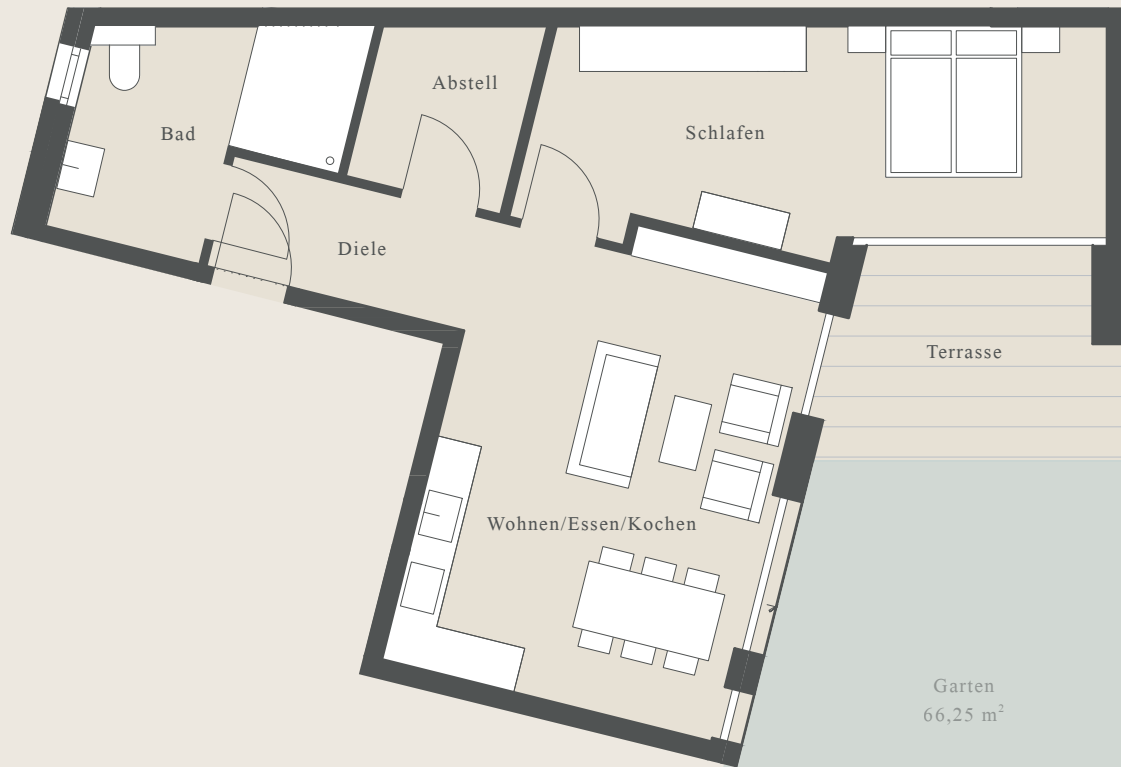 Abstell
Bad
Schlafen
Diele
Terrasse
Wohnen/Essen/Kochen
Garten
66,25 m²